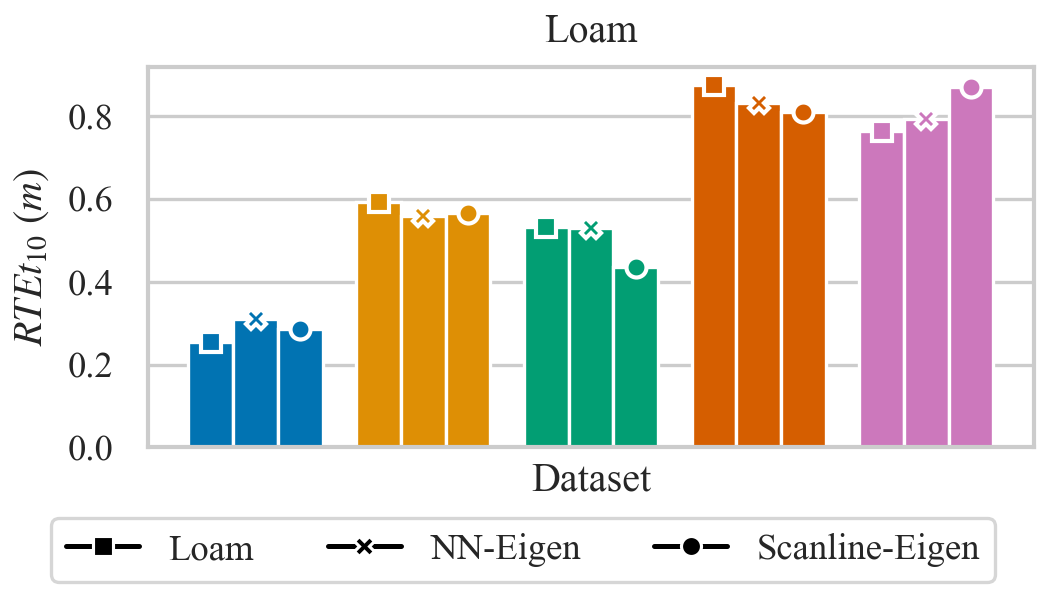 Loam
0.8
0.6
0.4
0.2
0.0
RTEt₁₀ (m)
Dataset
Loam NN-Eigen Scanline-Eigen